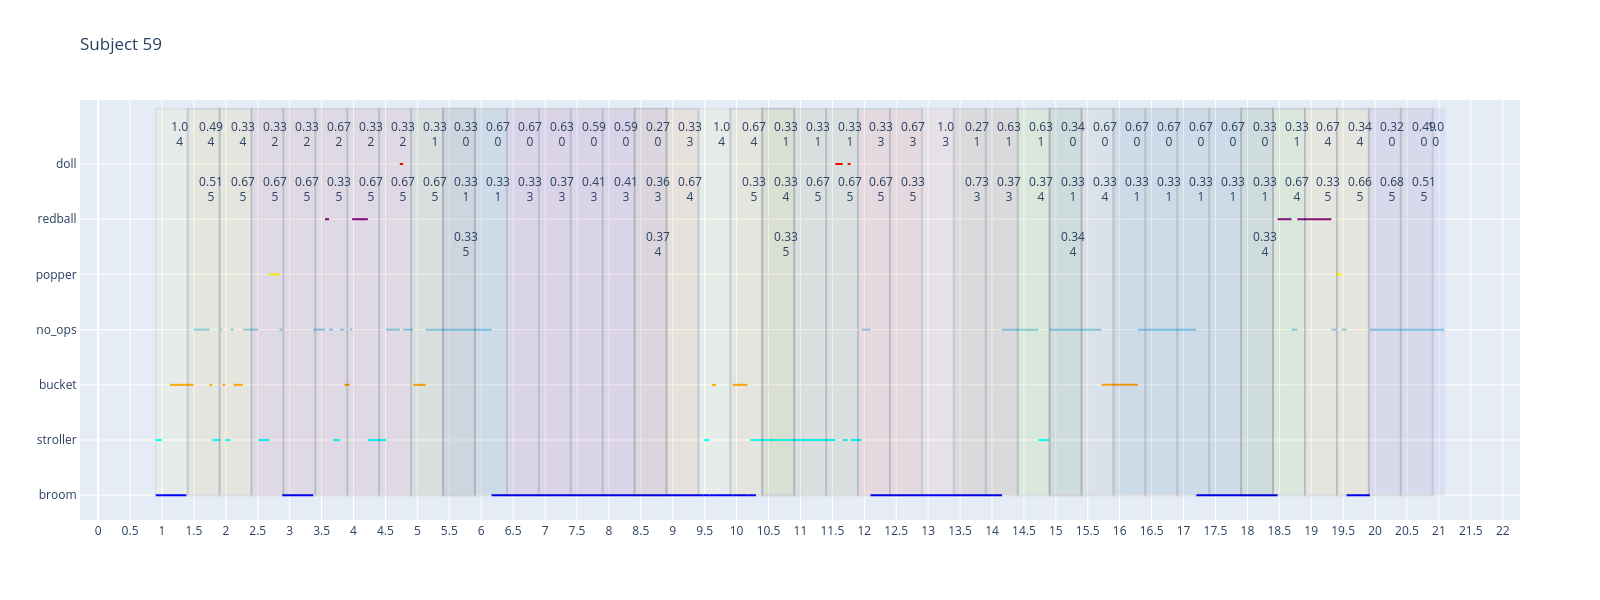 Subject 59
1.0 0.49 0.33 0.33 0.33 0.67 0.33 0.33 0.33 0.33 0.67 0.67 0.63 0.59 0.59 0.27 0.33 1.0 0.67 0.33 0.33 0.33 0.33 0.67 1.0 0.27 0.63 0.63 0.34 0.67 0.67 0.67 0.67 0.67 0.33 0.33 0.67 0.34 0.32 0.49 1.0
4 4 4 2 2 2 2 2 1 0 0 0 0 0 0 0 3 4 4 1 1 1 3 3 3 1 1 1 0 0 0 0 0 0 0 1 4 4 0 0 0
doll
0.51 0.67 0.67 0.67 0.33 0.67 0.67 0.67 0.33 0.33 0.33 0.37 0.41 0.41 0.36 0.67 0.33 0.33 0.67 0.67 0.67 0.33 0.73 0.37 0.37 0.33 0.33 0.33 0.33 0.33 0.33 0.33 0.67 0.33 0.66 0.68 0.51
5 5 5 5 5 5 5 5 1 1 3 3 3 3 3 4 5 4 5 5 5 5 3 3 4 1 4 1 1 1 1 1 4 5 5 5 5
redball
0.33 0.37 0.33 0.34 0.33
5 4 5 4 4
popper
no_ops
bucket
stroller
broom
0 0.5 1 1.5 2 2.5 3 3.5 4 4.5 5 5.5 6 6.5 7 7.5 8 8.5 9 9.5 10 10.5 11 11.5 12 12.5 13 13.5 14 14.5 15 15.5 16 16.5 17 17.5 18 18.5 19 19.5 20 20.5 21 21.5 22